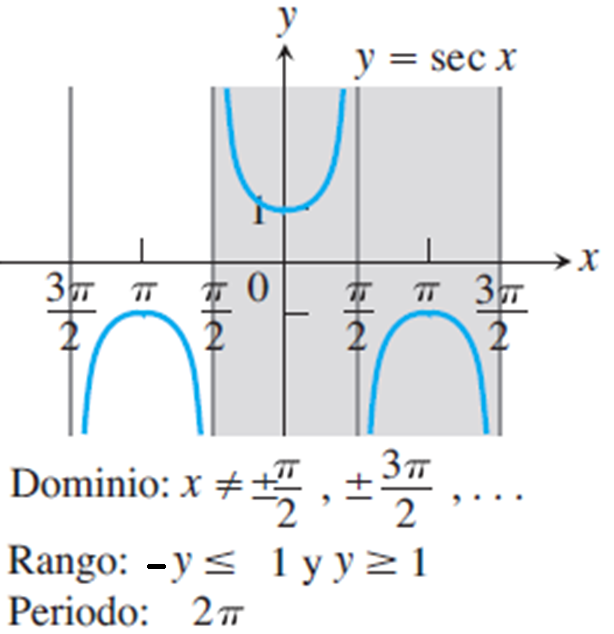 y
y = sec x
1
x
3π/2 π π/2 0 π/2 π 3π/2
Dominio: x ≠ ±π/2 , ±3π/2 , . . .
Rango: -y ≤ 1 y y ≥ 1
Periodo: 2π